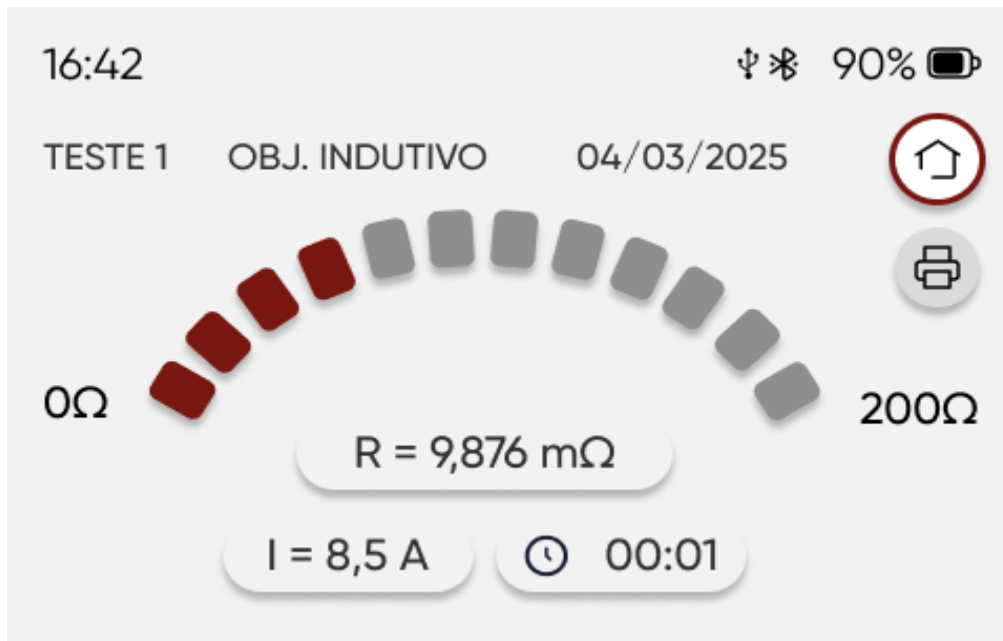 16:42 90%
TESTE 1 OBJ. INDUTIVO 04/03/2025
0Ω 200Ω
R = 9,876 mΩ
I = 8,5 A 00:01